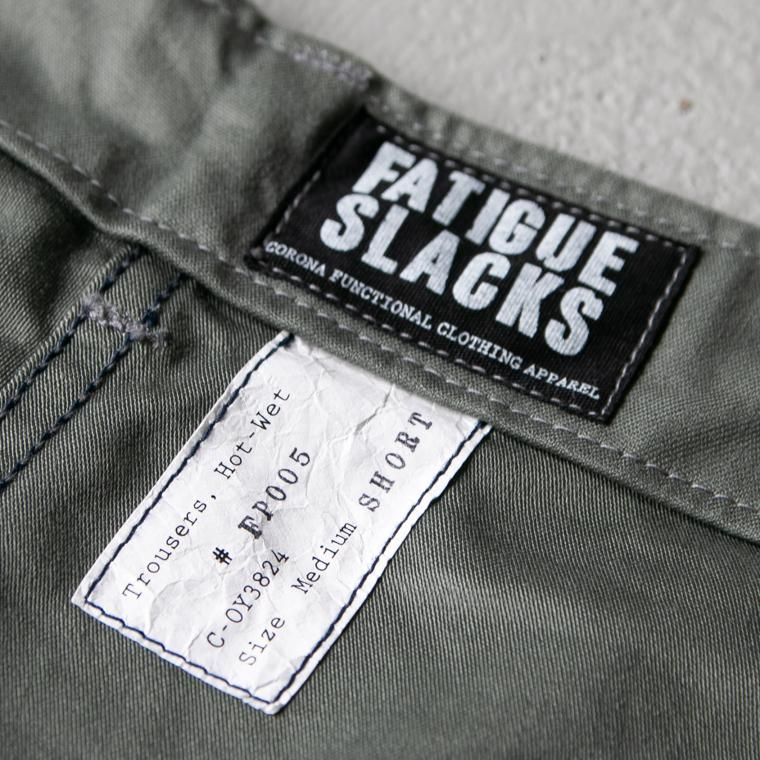 FATIGUE
SLACKS
CORONA FUNCTIONAL CLOTHING APPAREL
Trousers, Hot-Wet
# FP005
C-OY3824
Size Medium SHORT